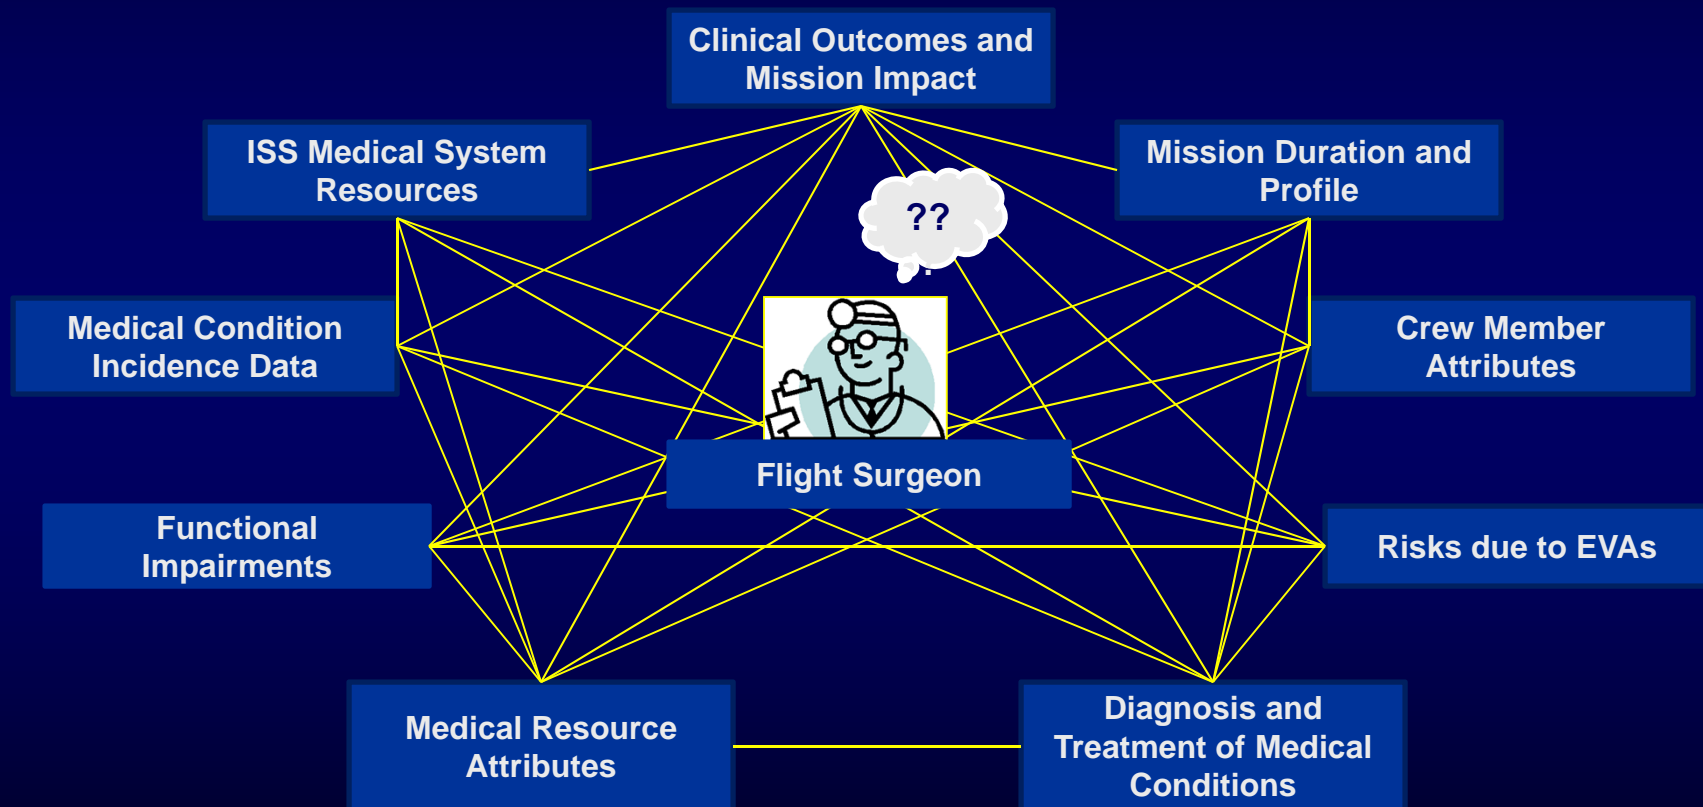 Clinical Outcomes and
Mission Impact
ISS Medical System
Resources
Mission Duration and
Profile
??
Medical Condition
Incidence Data
Crew Member
Attributes
Flight Surgeon
Functional
Impairments
Risks due to EVAs
Medical Resource
Attributes
Diagnosis and
Treatment of Medical
Conditions